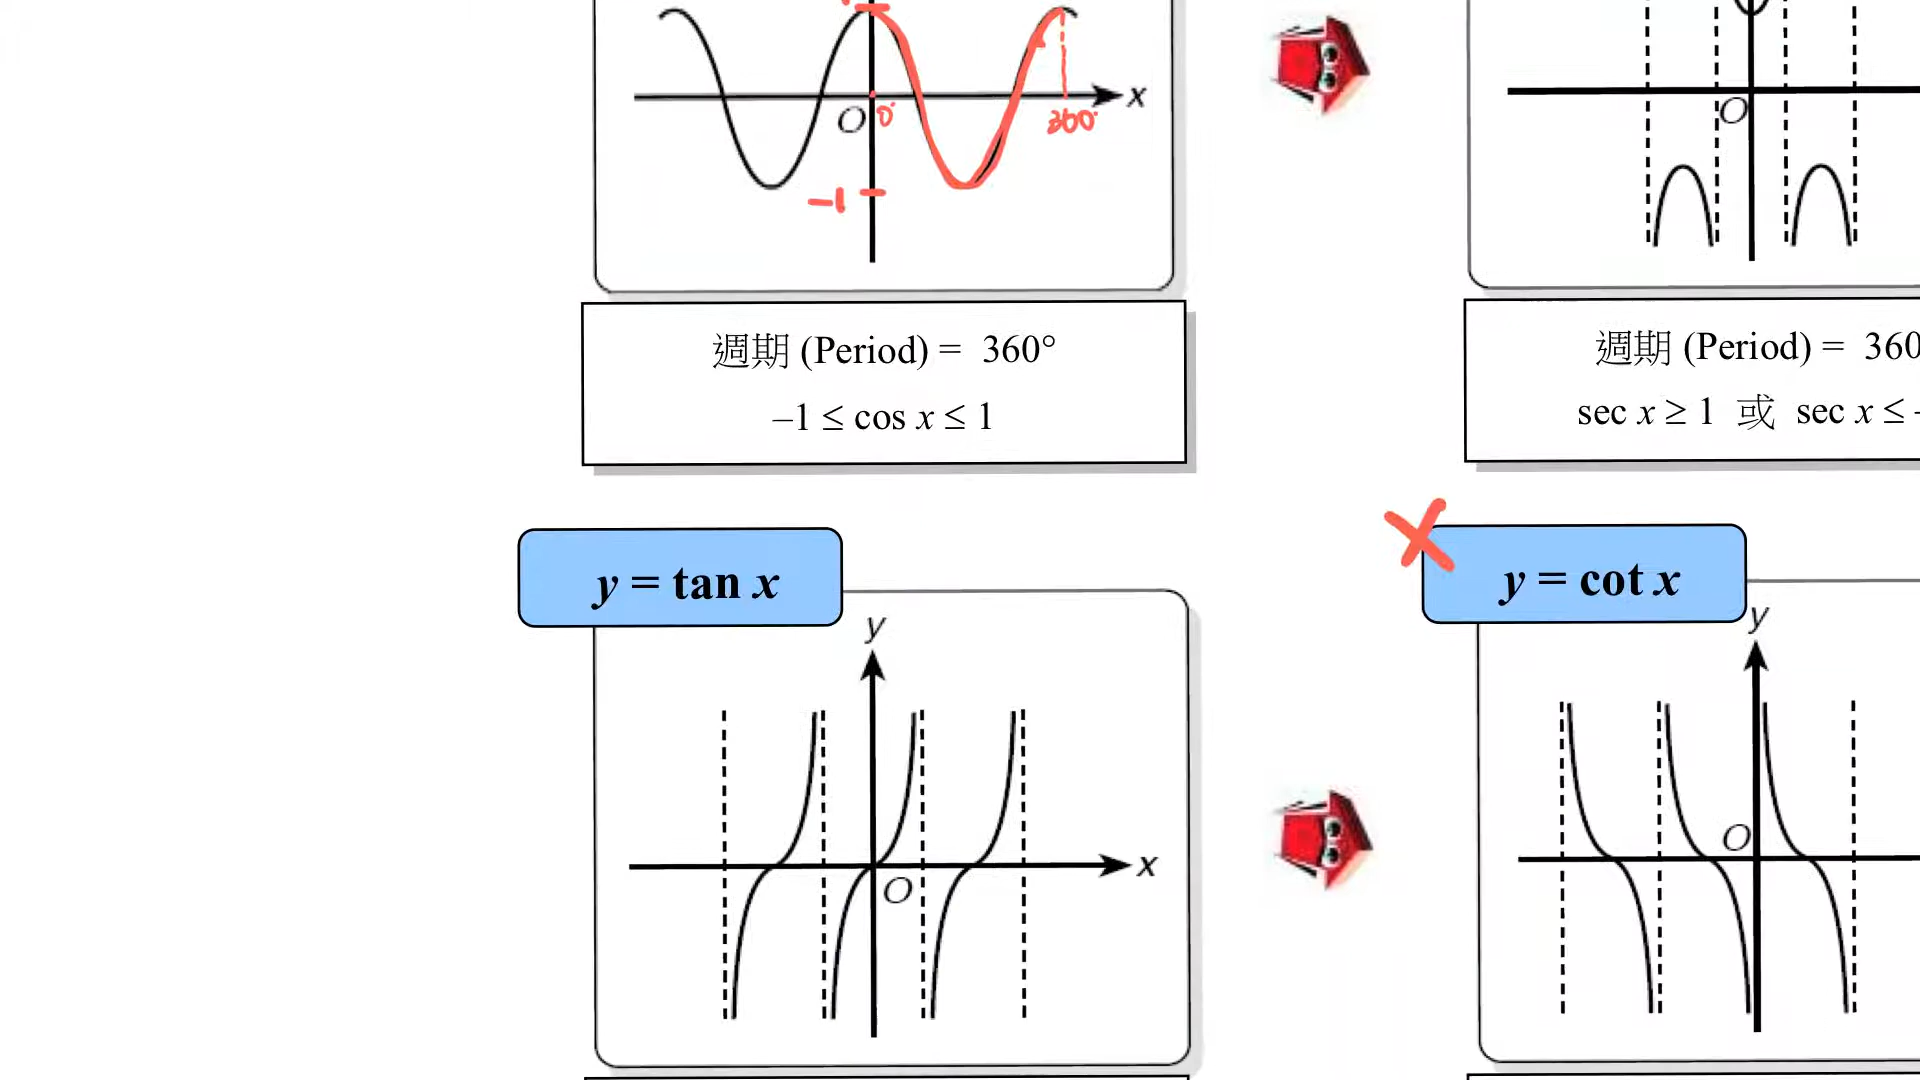 x
O
0°
360°
–1
O
週期 (Period) = 360°
–1 ≤ cos x ≤ 1
週期 (Period) = 360
sec x ≥ 1 或 sec x ≤
y = tan x
y
x
O
y = cot x
y
O